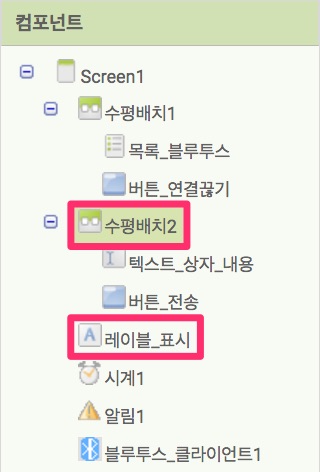 컴포넌트
Screen1
수평배치1
목록_블루투스
버튼_연결끊기
수평배치2
텍스트_상자_내용
버튼_전송
레이블_표시
시계1
알림1
블루투스_클라이언트1